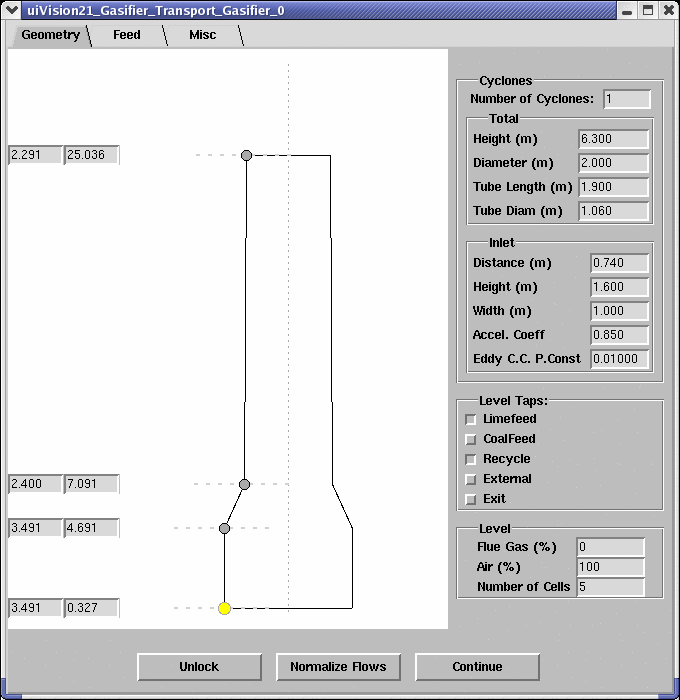 uiVision21_Gasifier_Transport_Gasifier_0
Geometry Feed Misc
2.291 25.036
2.400 7.091
3.491 4.691
3.491 0.327
Cyclones
Number of Cyclones: 1
Total
Height (m) 6.300
Diameter (m) 2.000
Tube Length (m) 1.900
Tube Diam (m) 1.060
Inlet
Distance (m) 0.740
Height (m) 1.600
Width (m) 1.000
Accel. Coeff 0.850
Eddy C.C. P.Const 0.01000
Level Taps:
Limefeed
CoalFeed
Recycle
External
Exit
Level
Flue Gas (%) 0
Air (%) 100
Number of Cells 5
Unlock Normalize Flows Continue